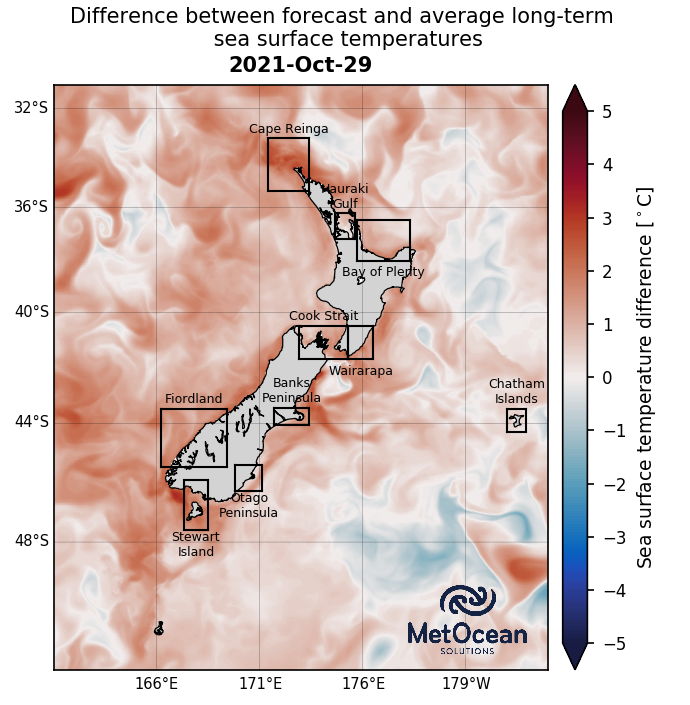 Difference between forecast and average long-term
sea surface temperatures
2021-Oct-29
32°S
36°S
40°S
44°S
48°S
Cape Reinga
Hauraki
Gulf
Bay of Plenty
Cook Strait
Wairarapa
Banks
Peninsula
Fiordland
Chatham
Islands
Otago
Peninsula
Stewart
Island
MetOcean
SOLUTIONS
166°E
171°E
176°E
179°W
5
4
3
2
1
0
−1
−2
−3
−4
−5
Sea surface temperature difference [°C]